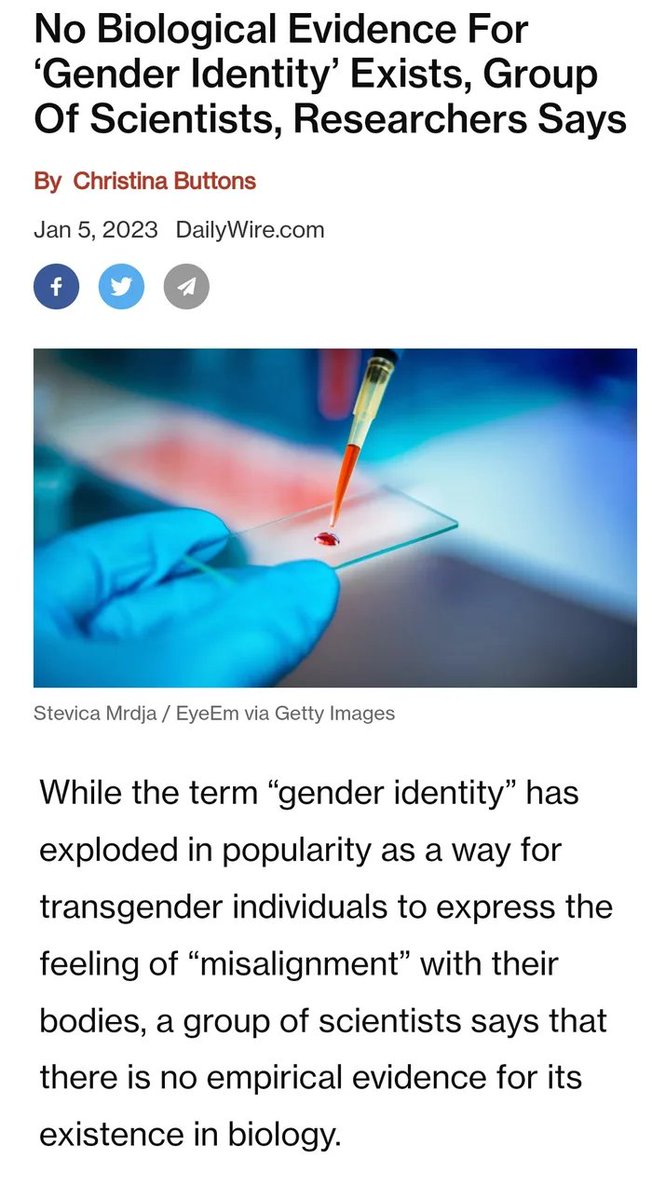 No Biological Evidence For
‘Gender Identity’ Exists, Group
Of Scientists, Researchers Says
By Christina Buttons
Jan 5, 2023 DailyWire.com
Stevica Mrdja / EyeEm via Getty Images
While the term “gender identity” has
exploded in popularity as a way for
transgender individuals to express the
feeling of “misalignment” with their
bodies, a group of scientists says that
there is no empirical evidence for its
existence in biology.